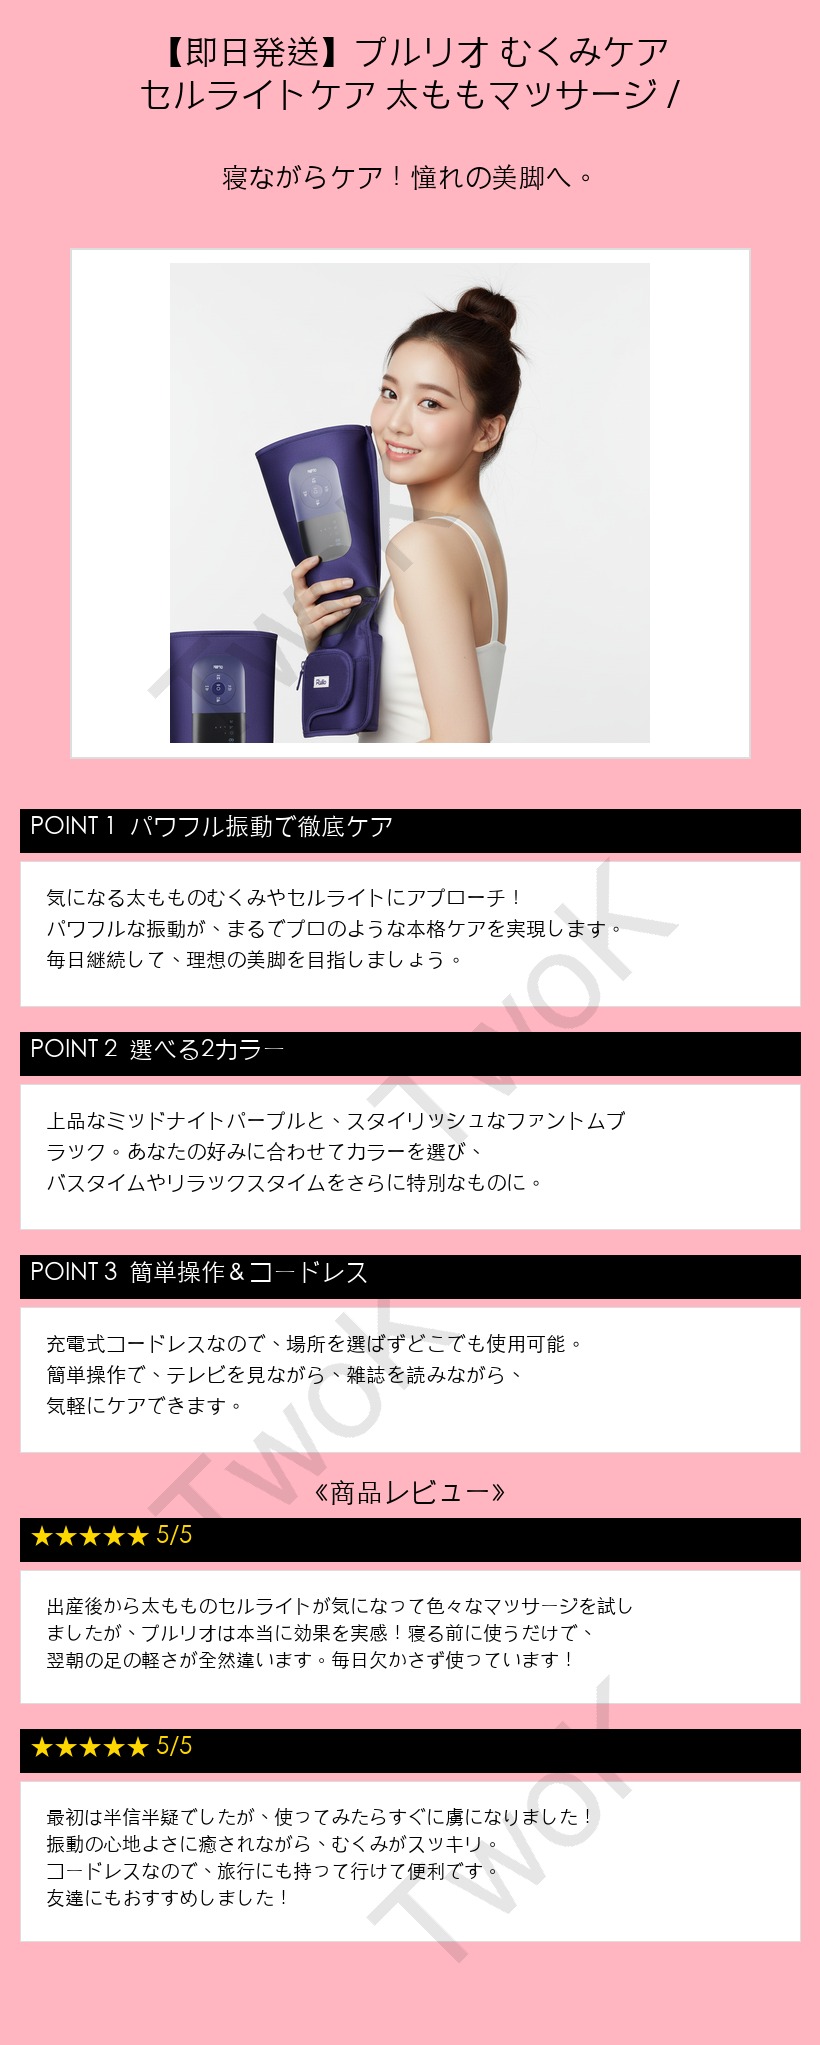 【即日発送】プルリオ むくみケア
セルライトケア 太ももマッサージ /
寝ながらケア！憧れの美脚へ。
Pulio
POINT 1 パワフル振動で徹底ケア
気になる太もものむくみやセルライトにアプローチ！
パワフルな振動が、まるでプロのような本格ケアを実現します。
毎日継続して、理想の美脚を目指しましょう。
POINT 2 選べる2カラー
上品なミッドナイトパープルと、スタイリッシュなファントムブ
ラック。あなたの好みに合わせてカラーを選び、
バスタイムやリラックスタイムをさらに特別なものに。
POINT 3 簡単操作＆コードレス
充電式コードレスなので、場所を選ばずどこでも使用可能。
簡単操作で、テレビを見ながら、雑誌を読みながら、
気軽にケアできます。
《商品レビュー》
★★★★★ 5/5
出産後から太もものセルライトが気になって色々なマッサージを試し
ましたが、プルリオは本当に効果を実感！寝る前に使うだけで、
翌朝の足の軽さが全然違います。毎日欠かさず使っています！
★★★★★ 5/5
最初は半信半疑でしたが、使ってみたらすぐに虜になりました！
振動の心地よさに癒されながら、むくみがスッキリ。
コードレスなので、旅行にも持って行けて便利です。
友達にもおすすめしました！
TwoK
TwoK
TwoK
TwoK